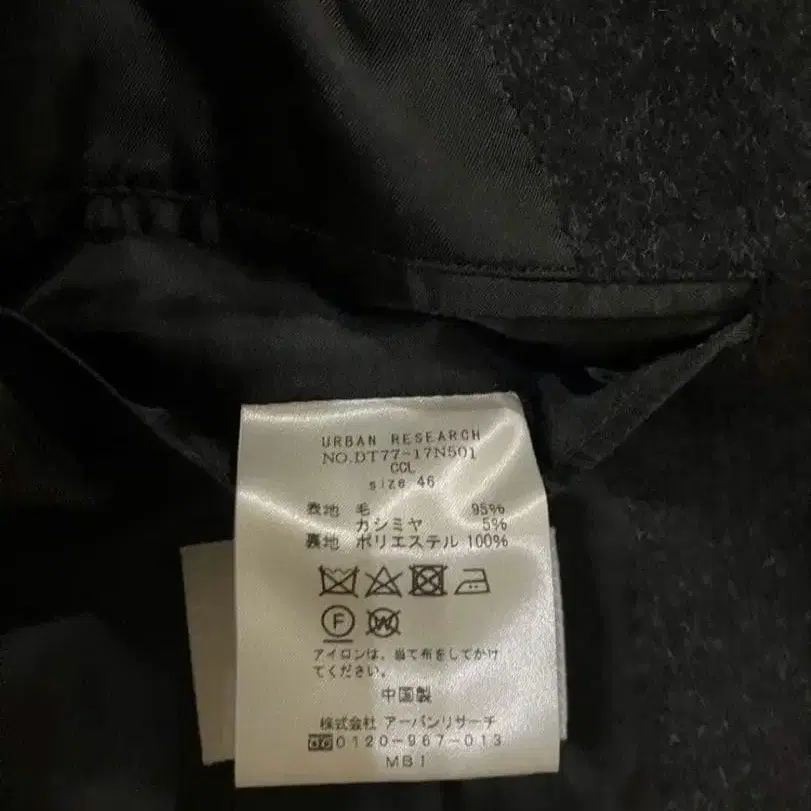 URBAN RESEARCH
NO.DT77-17N501
CCL
size 46
表地 毛 95%
カシミヤ 5%
裏地 ポリエステル 100%
F W
アイロンは、当て布をしてかけ
てください。
中国製
株式会社 アーバンリサーチ
0120-967-013
MB1